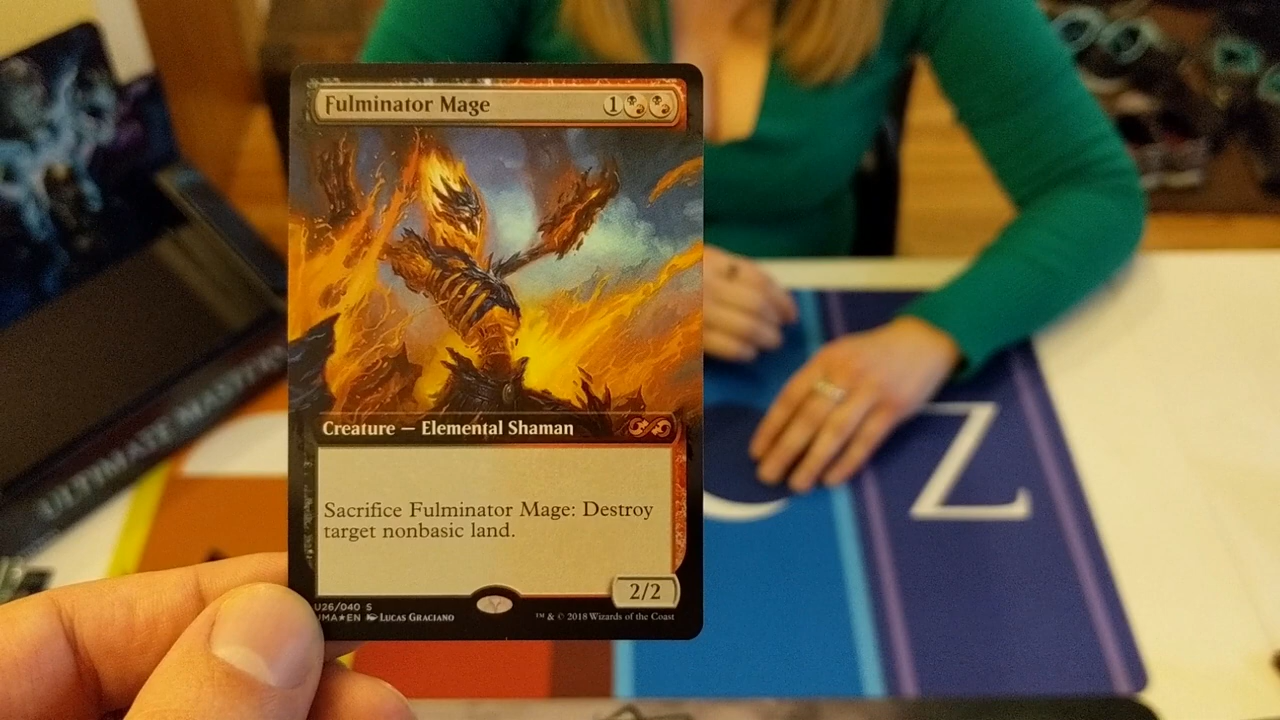 Fulminator Mage 1
Creature — Elemental Shaman
Sacrifice Fulminator Mage: Destroy
target nonbasic land.
2/2
U26/040 S
UMA★EN LUCAS GRACIANO
™ & © 2018 Wizards of the Coast
ULTIMATE MASTERS
Z